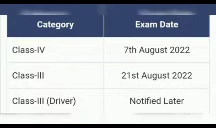 Category Exam Date
Class-IV 7th August 2022
Class-III 21st August 2022
Class-III (Driver) Notified Later